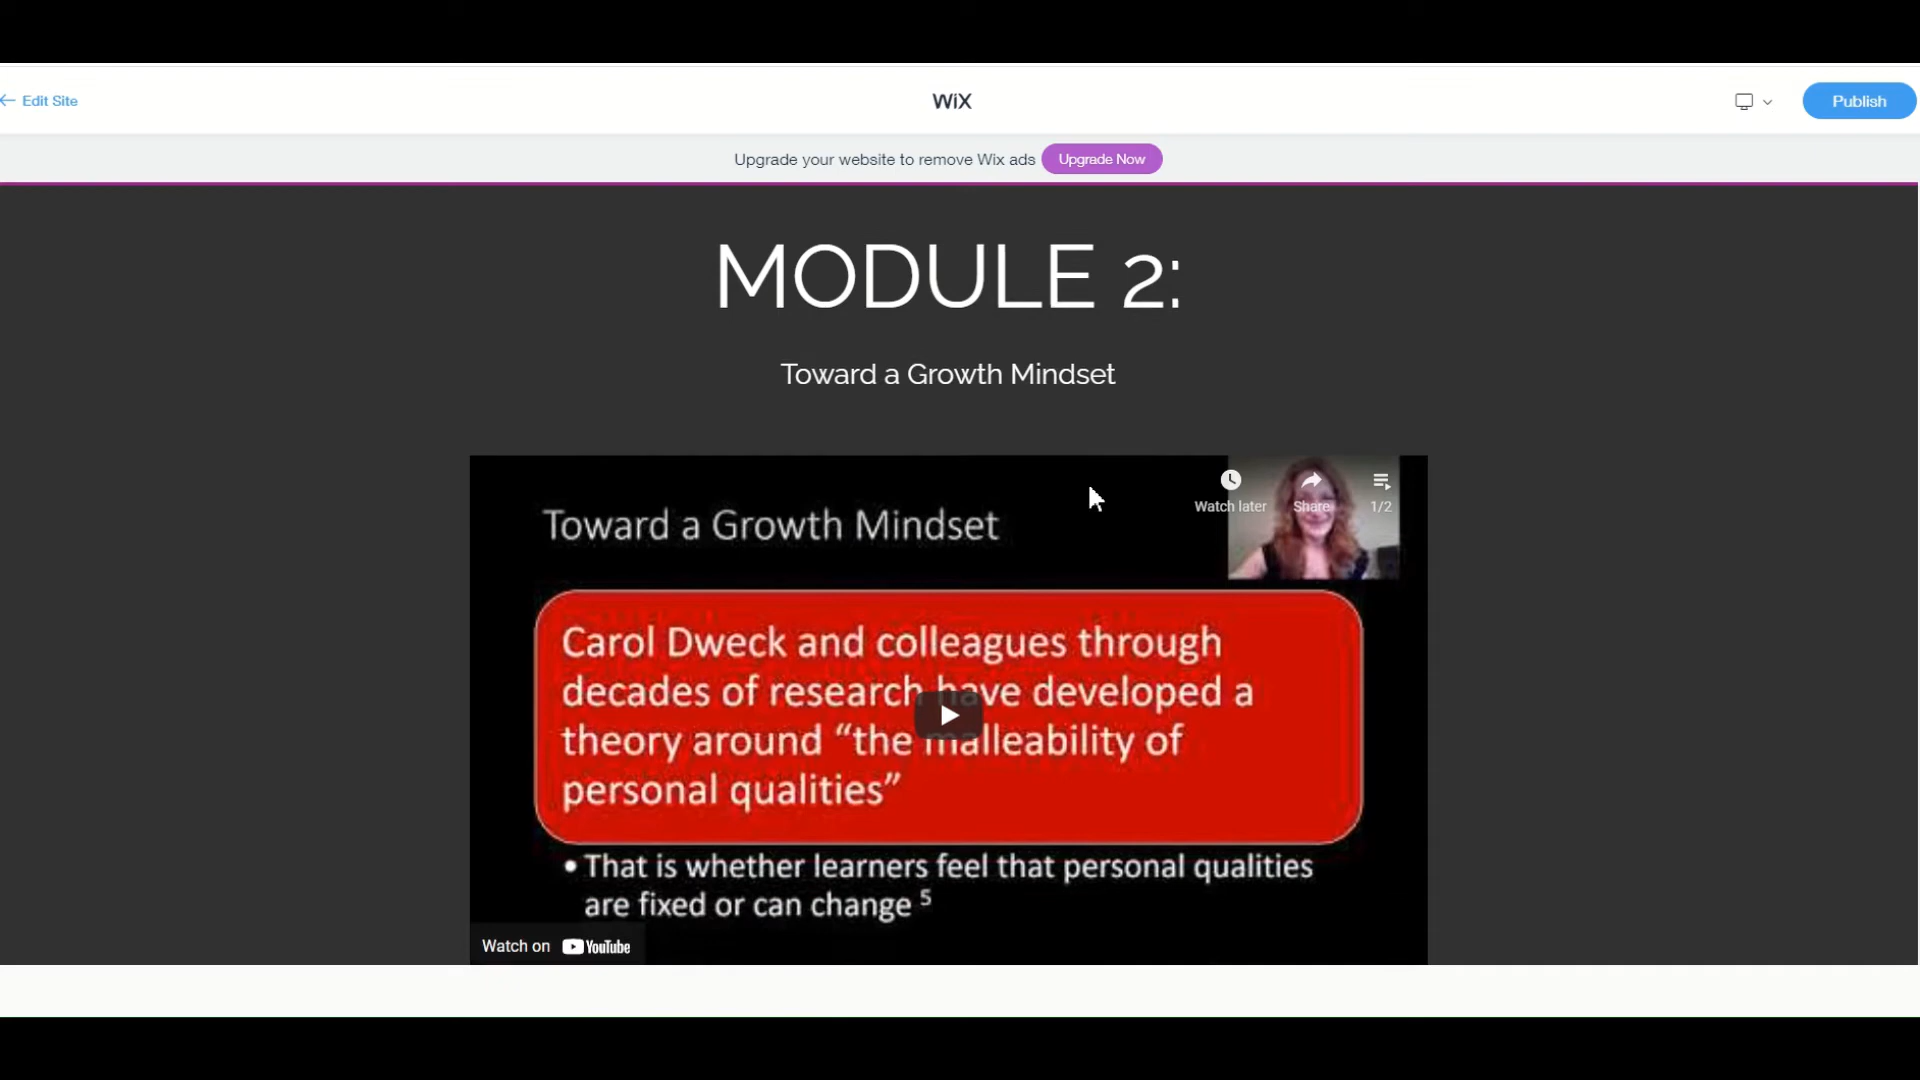 Edit Site
WiX
Publish
Upgrade your website to remove Wix ads
Upgrade Now
MODULE 2:
Toward a Growth Mindset
Watch later
Share
1/2
Toward a Growth Mindset
Carol Dweck and colleagues through
decades of research have developed a
theory around “the malleability of
personal qualities”
• That is whether learners feel that personal qualities
are fixed or can change 5
Watch on YouTube